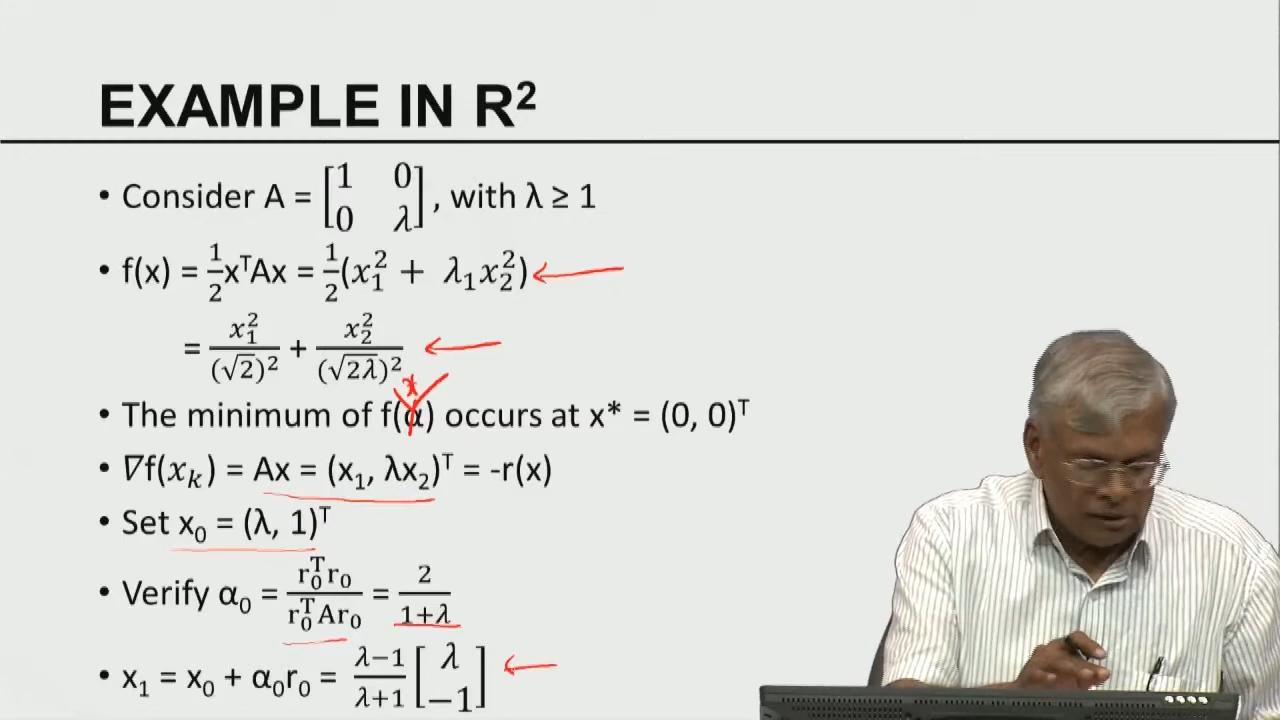 EXAMPLE IN R²
• Consider A = [1 0; 0 λ], with λ ≥ 1
• f(x) = 1/2 xᵀAx = 1/2 (x₁² + λ₁x₂²)
= x₁²/(√2)² + x₂²/(√2λ)²
x
• The minimum of f(α) occurs at x* = (0, 0)ᵀ
• ∇f(xₖ) = Ax = (x₁, λx₂)ᵀ = -r(x)
• Set x₀ = (λ, 1)ᵀ
• Verify α₀ = r₀ᵀr₀/r₀ᵀAr₀ = 2/1+λ
• x₁ = x₀ + α₀r₀ = λ−1/λ+1 [λ; −1]